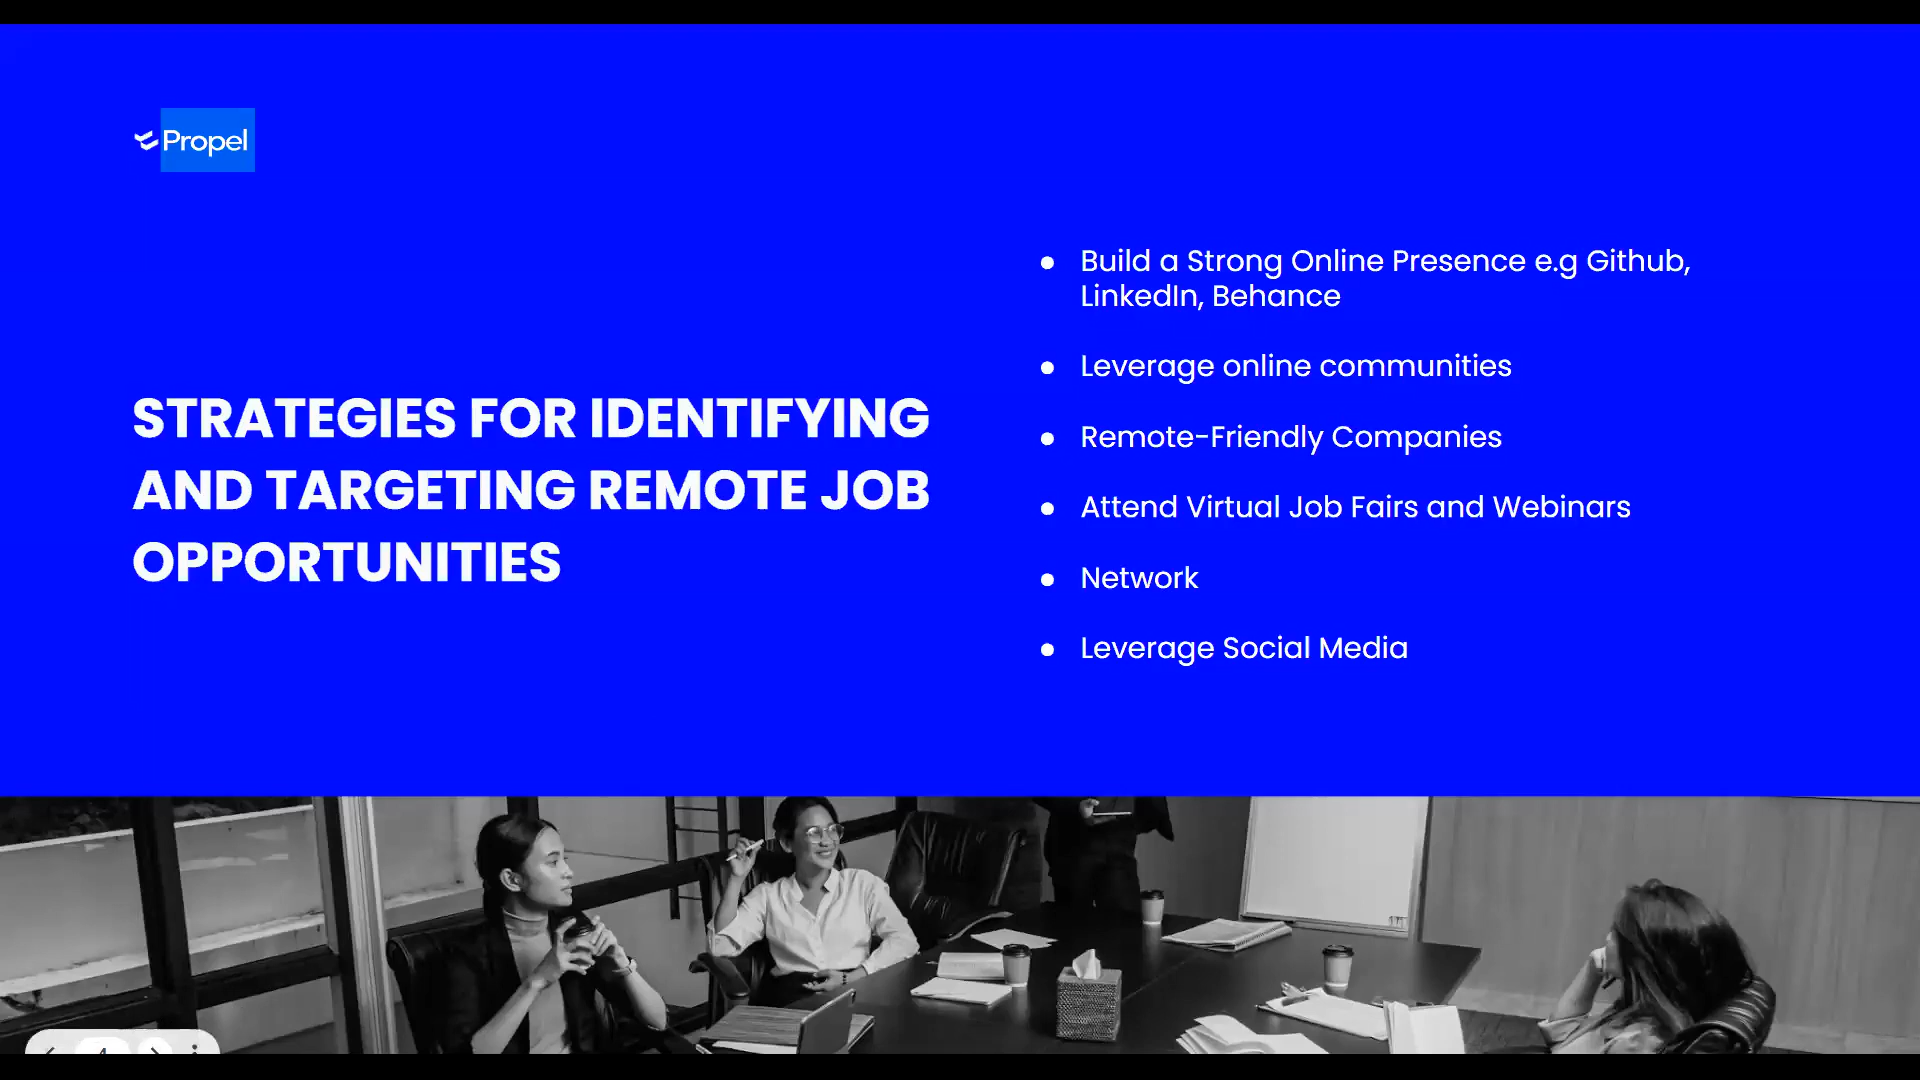 Propel
STRATEGIES FOR IDENTIFYING
AND TARGETING REMOTE JOB
OPPORTUNITIES
● Build a Strong Online Presence e.g Github,
LinkedIn, Behance
● Leverage online communities
● Remote-Friendly Companies
● Attend Virtual Job Fairs and Webinars
● Network
● Leverage Social Media